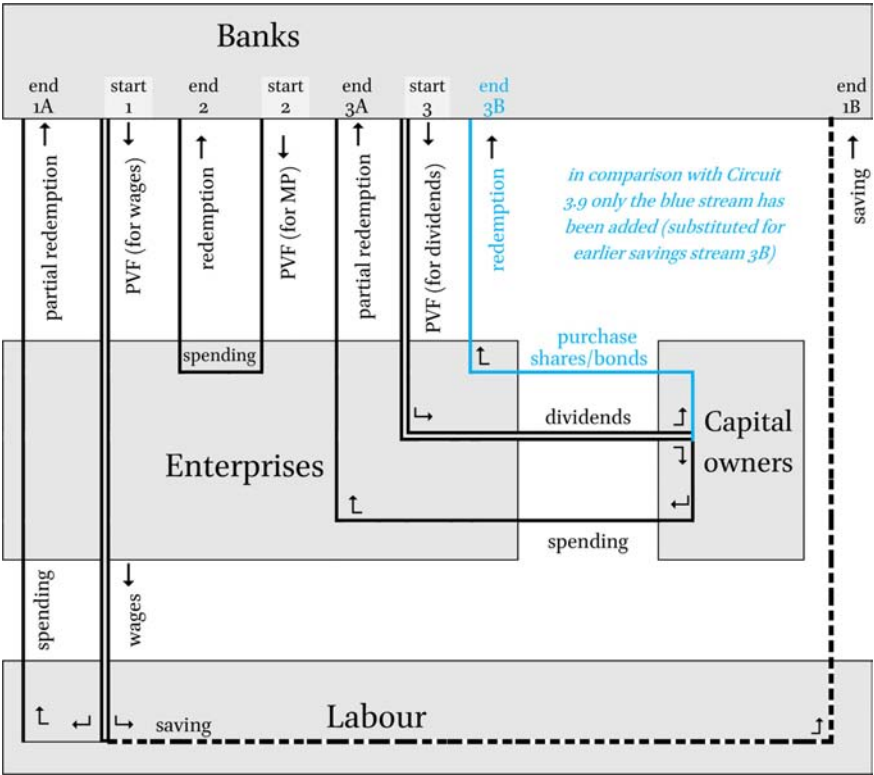 Banks
end
1A
start
1
end
2
start
2
end
3A
start
3
end
3B
end
1B
partial redemption
PVF (for wages)
redemption
PVF (for MP)
partial redemption
PVF (for dividends)
redemption
in comparison with Circuit
3.9 only the blue stream has
been added (substituted for
earlier savings stream 3B)
saving
spending
purchase
shares/bonds
dividends
Enterprises
Capital
owners
spending
spending
wages
saving
Labour